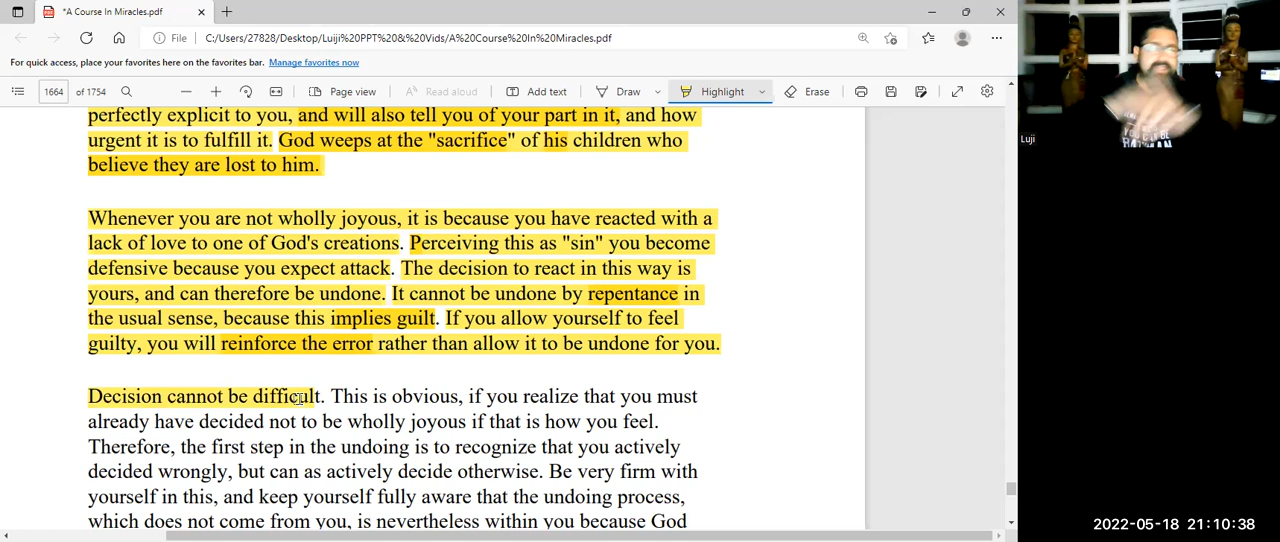 *A Course In Miracles.pdf
File C:/Users/27828/Desktop/Luiji%20PPT%20&%20Vids/A%20Course%20In%20Miracles.pdf
For quick access, place your favorites here on the favorites bar. Manage favorites now
1664 of 1754 Page view Read aloud Add text Draw Highlight Erase
perfectly explicit to you, and will also tell you of your part in it, and how
urgent it is to fulfill it. God weeps at the "sacrifice" of his children who
believe they are lost to him.
Whenever you are not wholly joyous, it is because you have reacted with a
lack of love to one of God's creations. Perceiving this as "sin" you become
defensive because you expect attack. The decision to react in this way is
yours, and can therefore be undone. It cannot be undone by repentance in
the usual sense, because this implies guilt. If you allow yourself to feel
guilty, you will reinforce the error rather than allow it to be undone for you.
Decision cannot be difficult. This is obvious, if you realize that you must
already have decided not to be wholly joyous if that is how you feel.
Therefore, the first step in the undoing is to recognize that you actively
decided wrongly, but can as actively decide otherwise. Be very firm with
yourself in this, and keep yourself fully aware that the undoing process,
which does not come from you, is nevertheless within you because God
Luji
2022-05-18 21:10:38